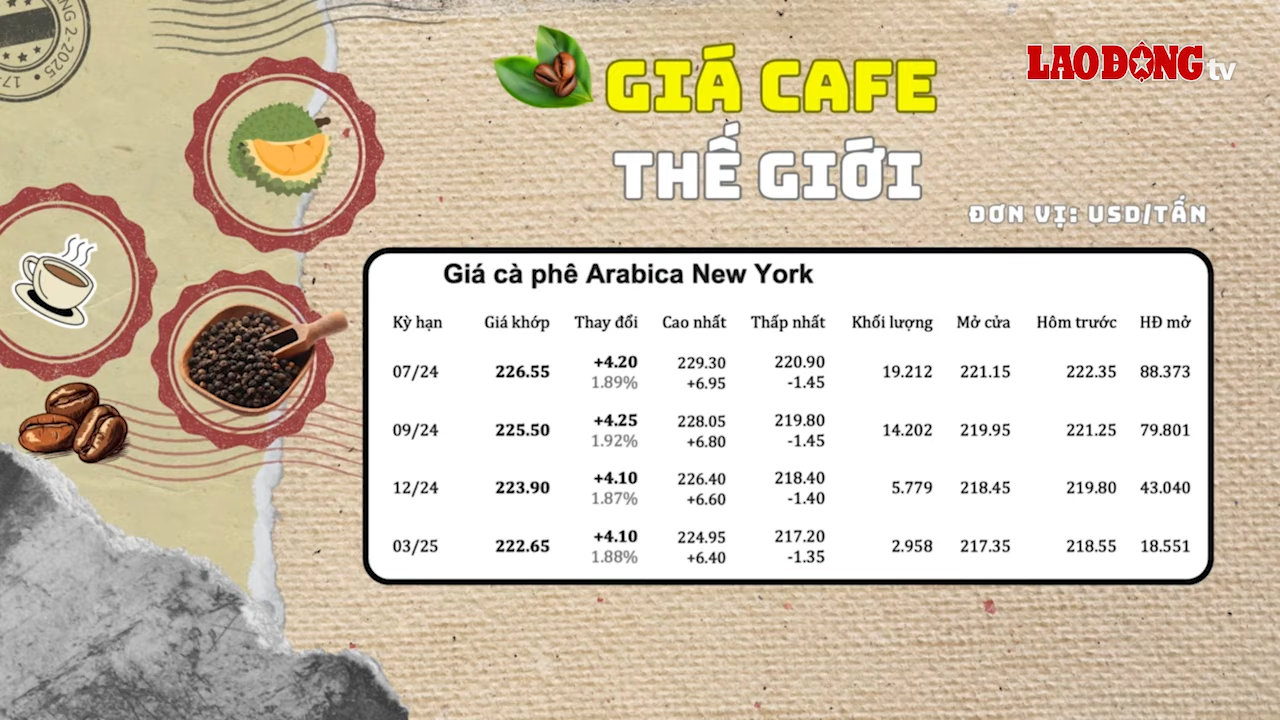 NG 2-2025
17
LAO ĐỘNG tv
GIÁ CAFE
THẾ GIỚI
ĐƠN VỊ: USD/TẤN
Giá cà phê Arabica New York
Kỳ hạn Giá khớp Thay đổi Cao nhất Thấp nhất Khối lượng Mở cửa Hôm trước HĐ mở
07/24 226.55 +4.20 229.30 220.90 19.212 221.15 222.35 88.373
1.89% +6.95 -1.45
09/24 225.50 +4.25 228.05 219.80 14.202 219.95 221.25 79.801
1.92% +6.80 -1.45
12/24 223.90 +4.10 226.40 218.40 5.779 218.45 219.80 43.040
1.87% +6.60 -1.40
03/25 222.65 +4.10 224.95 217.20 2.958 217.35 218.55 18.551
1.88% +6.40 -1.35